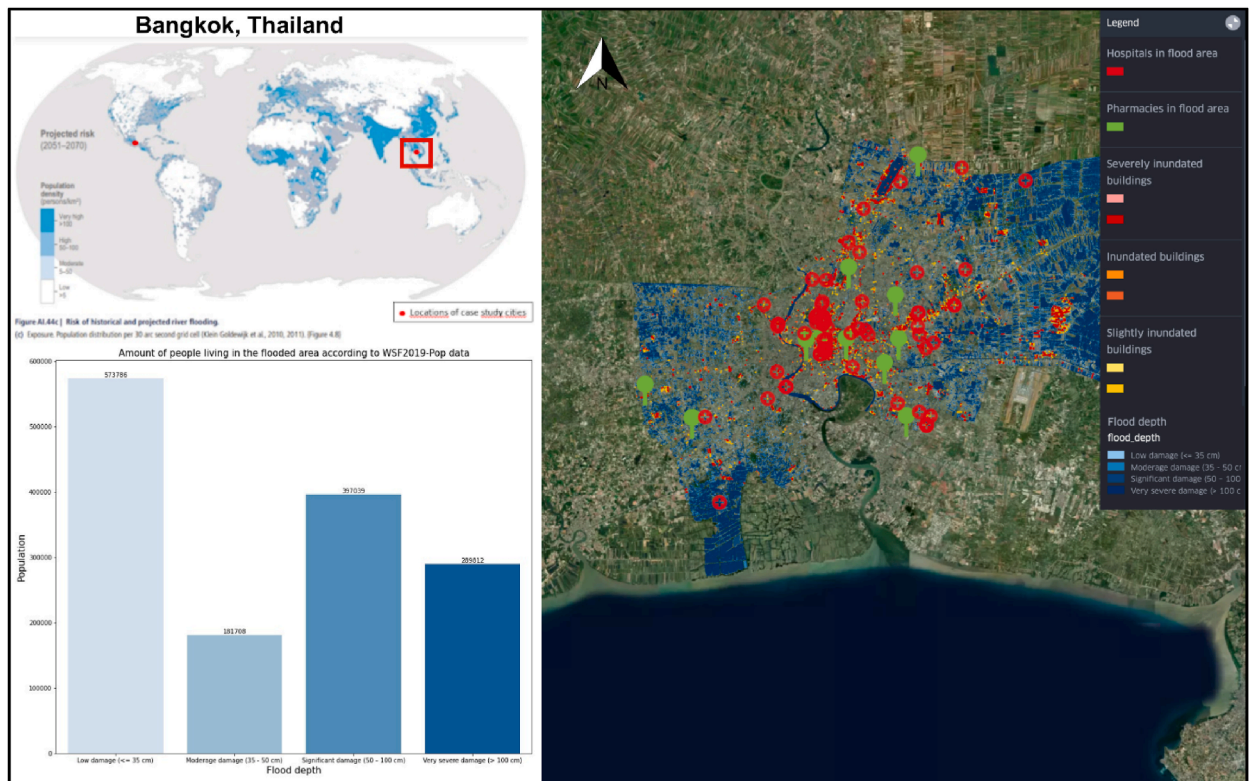 Bangkok, Thailand
Projected risk
(2051–2070)
Population
density
(persons/km²)
Very high
>100
High
50–100
Moderate
5–50
Low
<5
Locations of case study cities
Figure AI.44c | Risk of historical and projected river flooding.
(c) Exposure. Population distribution per 30 arc second grid cell (Klein Goldewijk et al., 2010, 2011). (Figure 4.8)
Amount of people living in the flooded area according to WSF2019-Pop data
600000
500000
400000
300000
200000
100000
0
Population
573786
181708
397039
289812
Low damage (<= 35 cm)
Moderage damage (35 - 50 cm)
Significant damage (50 - 100 cm)
Very severe damage (> 100 cm)
Flood depth
N
Legend
Hospitals in flood area
Pharmacies in flood area
Severely inundated
buildings
Inundated buildings
Slightly inundated
buildings
Flood depth
flood_depth
Low damage (<= 35 cm)
Moderage damage (35 - 50 c
Significant damage (50 - 100
Very severe damage (> 100 c